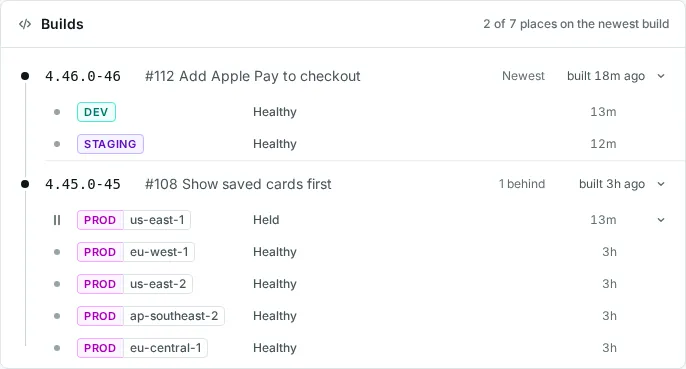 Builds 2 of 7 places on the newest build
4.46.0-46 #112 Add Apple Pay to checkout Newest built 18m ago
DEV Healthy 13m
STAGING Healthy 12m
4.45.0-45 #108 Show saved cards first 1 behind built 3h ago
PROD us-east-1 Held 13m
PROD eu-west-1 Healthy 3h
PROD us-east-2 Healthy 3h
PROD ap-southeast-2 Healthy 3h
PROD eu-central-1 Healthy 3h